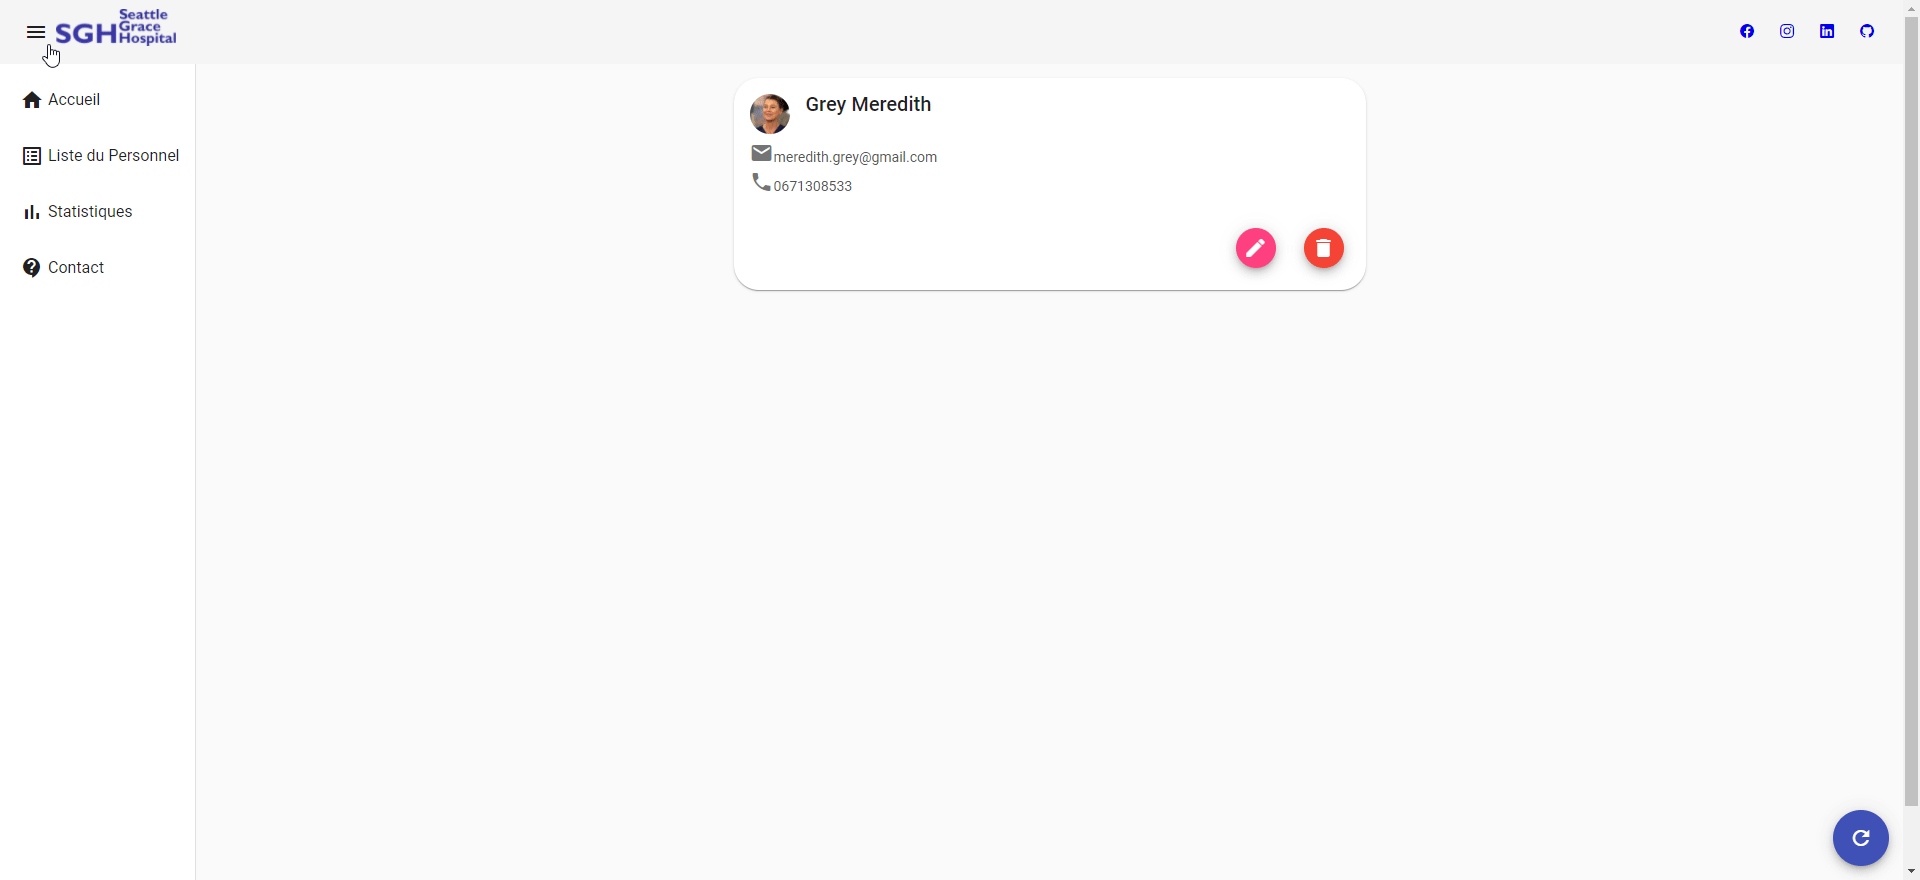 SGH
Seattle
Grace
Hospital
Accueil
Liste du Personnel
Statistiques
Contact
Grey Meredith
meredith.grey@gmail.com
0671308533